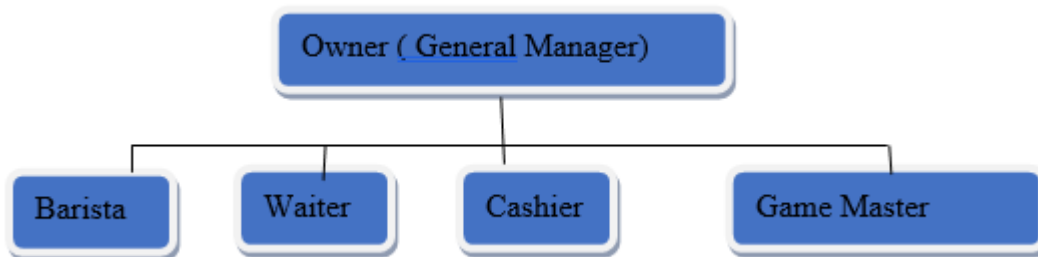 Owner ( General Manager)
Barista
Waiter
Cashier
Game Master